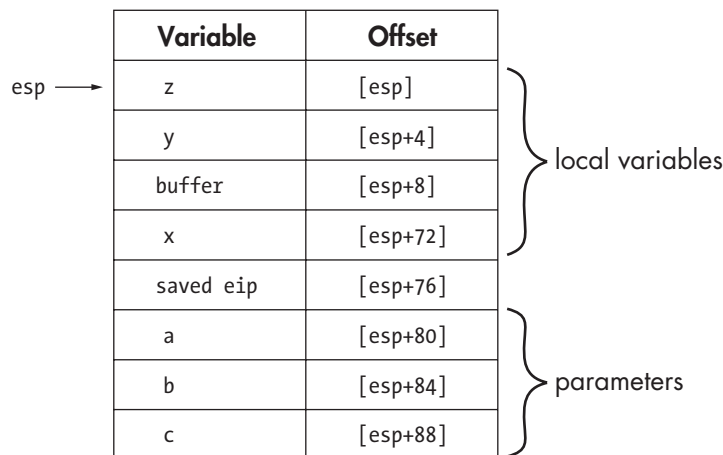 Variable Offset
esp z [esp]
y [esp+4]
local variables
buffer [esp+8]
x [esp+72]
saved eip [esp+76]
a [esp+80]
b [esp+84]
parameters
c [esp+88]